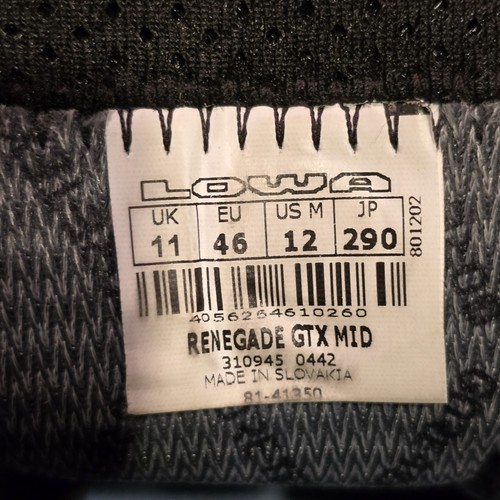 LOWA
UK EU US M JP
11 46 12 290
801202
4056264610260
RENEGADE GTX MID
310945 0442
MADE IN SLOVAKIA
81-41350